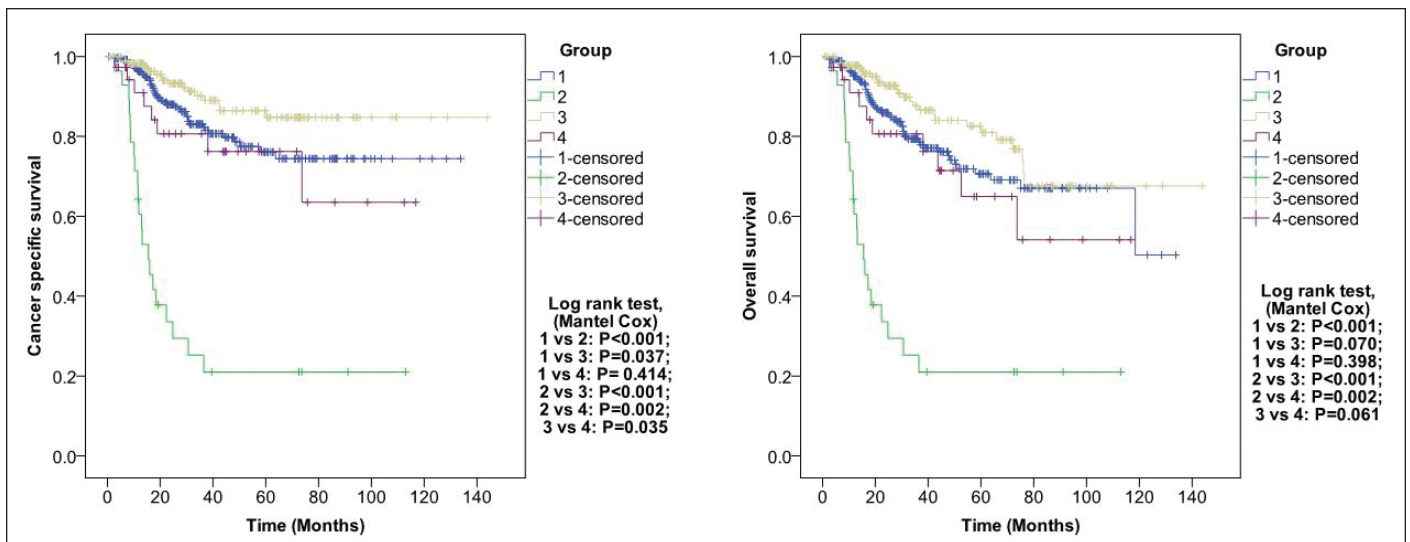 Cancer specific survival
1.0
0.8
0.6
0.4
0.2
0.0
0 20 40 60 80 100 120 140
Time (Months)
Group
1
2
3
4
1-censored
2-censored
3-censored
4-censored
Log rank test,
(Mantel Cox)
1 vs 2: P<0.001;
1 vs 3: P=0.037;
1 vs 4: P= 0.414;
2 vs 3: P<0.001;
2 vs 4: P=0.002;
3 vs 4: P=0.035
Overall survival
1.0
0.8
0.6
0.4
0.2
0.0
0 20 40 60 80 100 120 140
Time (Months)
Group
1
2
3
4
1-censored
2-censored
3-censored
4-censored
Log rank test,
(Mantel Cox)
1 vs 2: P<0.001;
1 vs 3: P=0.070;
1 vs 4: P=0.398;
2 vs 3: P<0.001;
2 vs 4: P=0.002;
3 vs 4: P=0.061